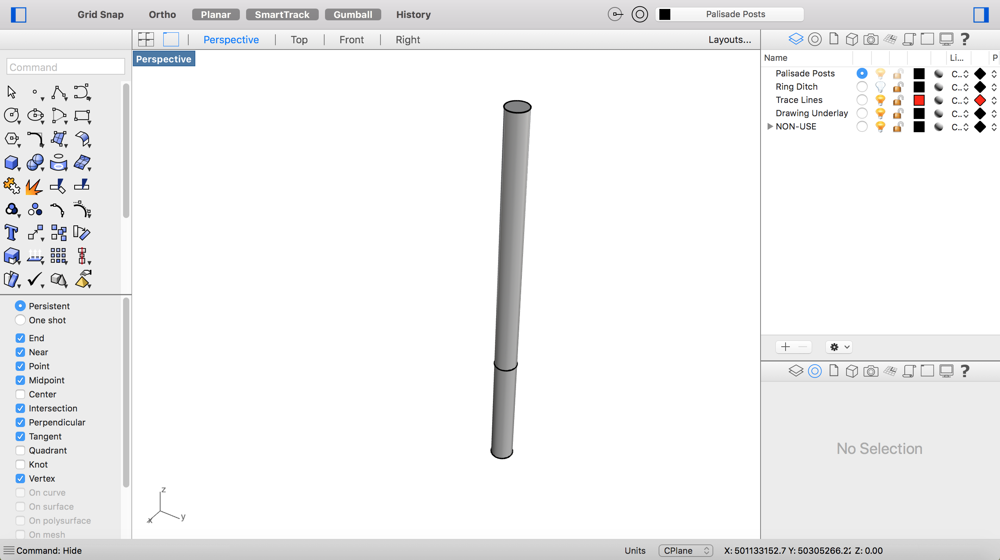 Grid Snap Ortho Planar SmartTrack Gumball History Palisade Posts
Perspective Top Front Right Layouts...
Perspective
Command
Name Li... P
Palisade Posts C..
Ring Ditch C..
Trace Lines C..
Drawing Underlay C..
NON-USE C..
Persistent
One shot
End
Near
Point
Midpoint
Center
Intersection
Perpendicular
Tangent
Quadrant
Knot
Vertex
On curve
On surface
On polysurface
On mesh
z
y
x
No Selection
Command: Hide Units CPlane X: 501133152.7 Y: 50305266.22 Z: 0.00